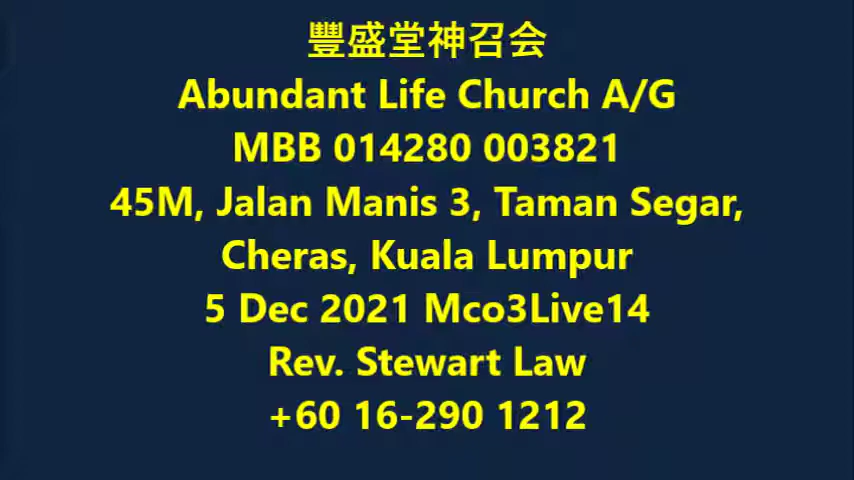 豐盛堂神召会
Abundant Life Church A/G
MBB 014280 003821
45M, Jalan Manis 3, Taman Segar,
Cheras, Kuala Lumpur
5 Dec 2021 Mco3Live14
Rev. Stewart Law
+60 16-290 1212